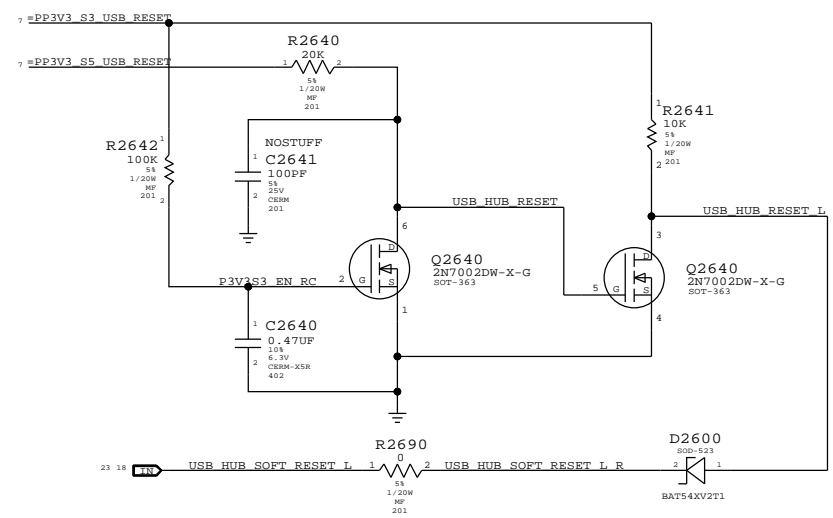 7 =PP3V3_S3_USB_RESET
R2640
20K
7 =PP3V3_S5_USB_RESET
1
2
5%
1/20W
MF
201
1
R2641
10K
5%
1/20W
MF
201
2
R2642
1
100K
5%
1/20W
MF
201
2
NOSTUFF
1
C2641
100PF
5%
25V
CERM
201
2
USB_HUB_RESET
USB_HUB_RESET_L
6
D
Q2640
2N7002DW-X-G
SOT-363
P3V3S3_EN_RC
2
G
S
1
3
D
Q2640
2N7002DW-X-G
SOT-363
5
G
S
4
1
C2640
0.47UF
10%
6.3V
CERM-X5R
402
2
R2690
0
D2600
SOD-523
23 18
IN
USB_HUB_SOFT_RESET_L
1
2
USB_HUB_SOFT_RESET_L_R
2
1
5%
1/20W
MF
201
BAT54XV2T1